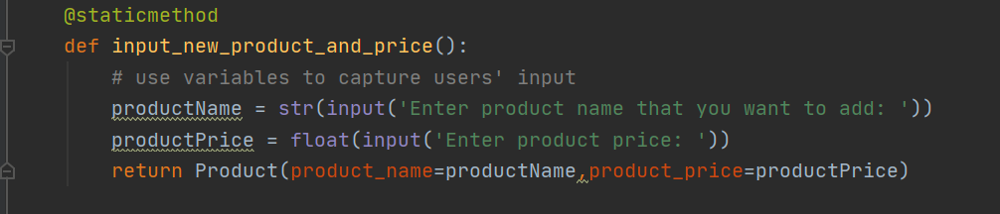 @staticmethod
def input_new_product_and_price():
# use variables to capture users' input
productName = str(input('Enter product name that you want to add: '))
productPrice = float(input('Enter product price: '))
return Product(product_name=productName,product_price=productPrice)